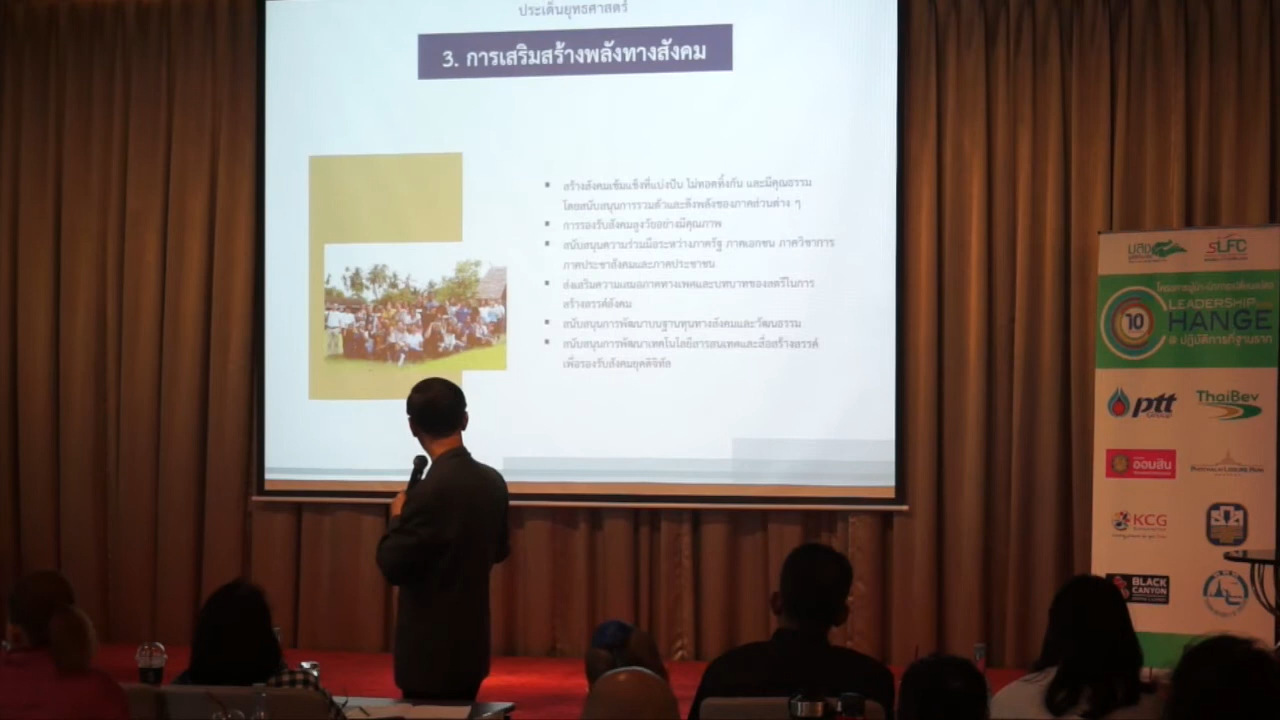 ประเด็นยุทธศาสตร์
3. การเสริมสร้างพลังทางสังคม
▪ สร้างสังคมเข้มแข็งที่แบ่งปัน ไม่ทอดทิ้งกัน และมีคุณธรรม
โดยสนับสนุนการรวมตัวและดึงพลังของภาคส่วนต่าง ๆ
▪ การรองรับสังคมสูงวัยอย่างมีคุณภาพ
▪ สนับสนุนความร่วมมือระหว่างภาครัฐ ภาคเอกชน ภาควิชาการ
ภาคประชาสังคมและภาคประชาชน
▪ ส่งเสริมความเสมอภาคทางเพศและบทบาทของสตรีในการ
สร้างสรรค์สังคม
▪ สนับสนุนการพัฒนาบนฐานทุนทางสังคมและวัฒนธรรม
▪ สนับสนุนการพัฒนาเทคโนโลยีสารสนเทศและสื่อสร้างสรรค์
เพื่อรองรับสังคมยุคดิจิทัล
SLFC
LEADERSHIP
10
HANGE
@ ปฏิบัติการที่ฐานราก
ptt
GROUP
ThaiBev
ออมสิน
KCG
BLACK
CANYON